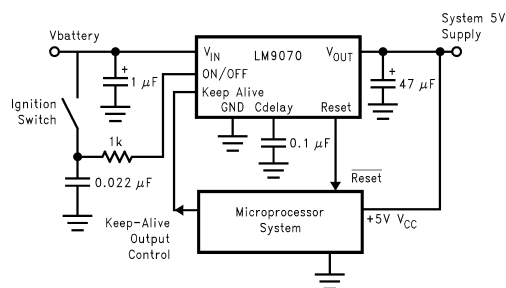 System 5V
Supply
Vbattery
V_IN LM9070 V_OUT
ON/OFF
Keep Alive
GND Cdelay Reset
+
1 μF
+
47 μF
Ignition
Switch
1k
0.1 μF
0.022 μF
Reset
Microprocessor
System
+5V V_CC
Keep-Alive
Output
Control